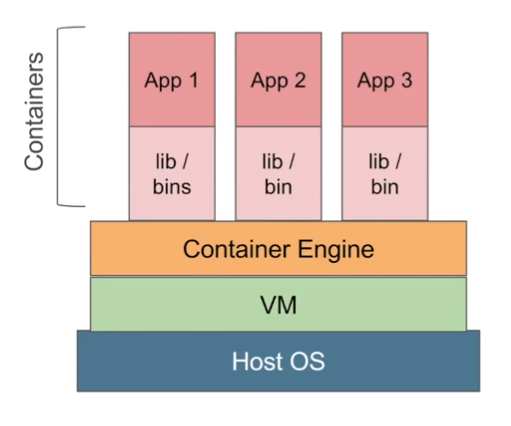 Containers
App 1
App 2
App 3
lib /
bins
lib /
bin
lib /
bin
Container Engine
VM
Host OS